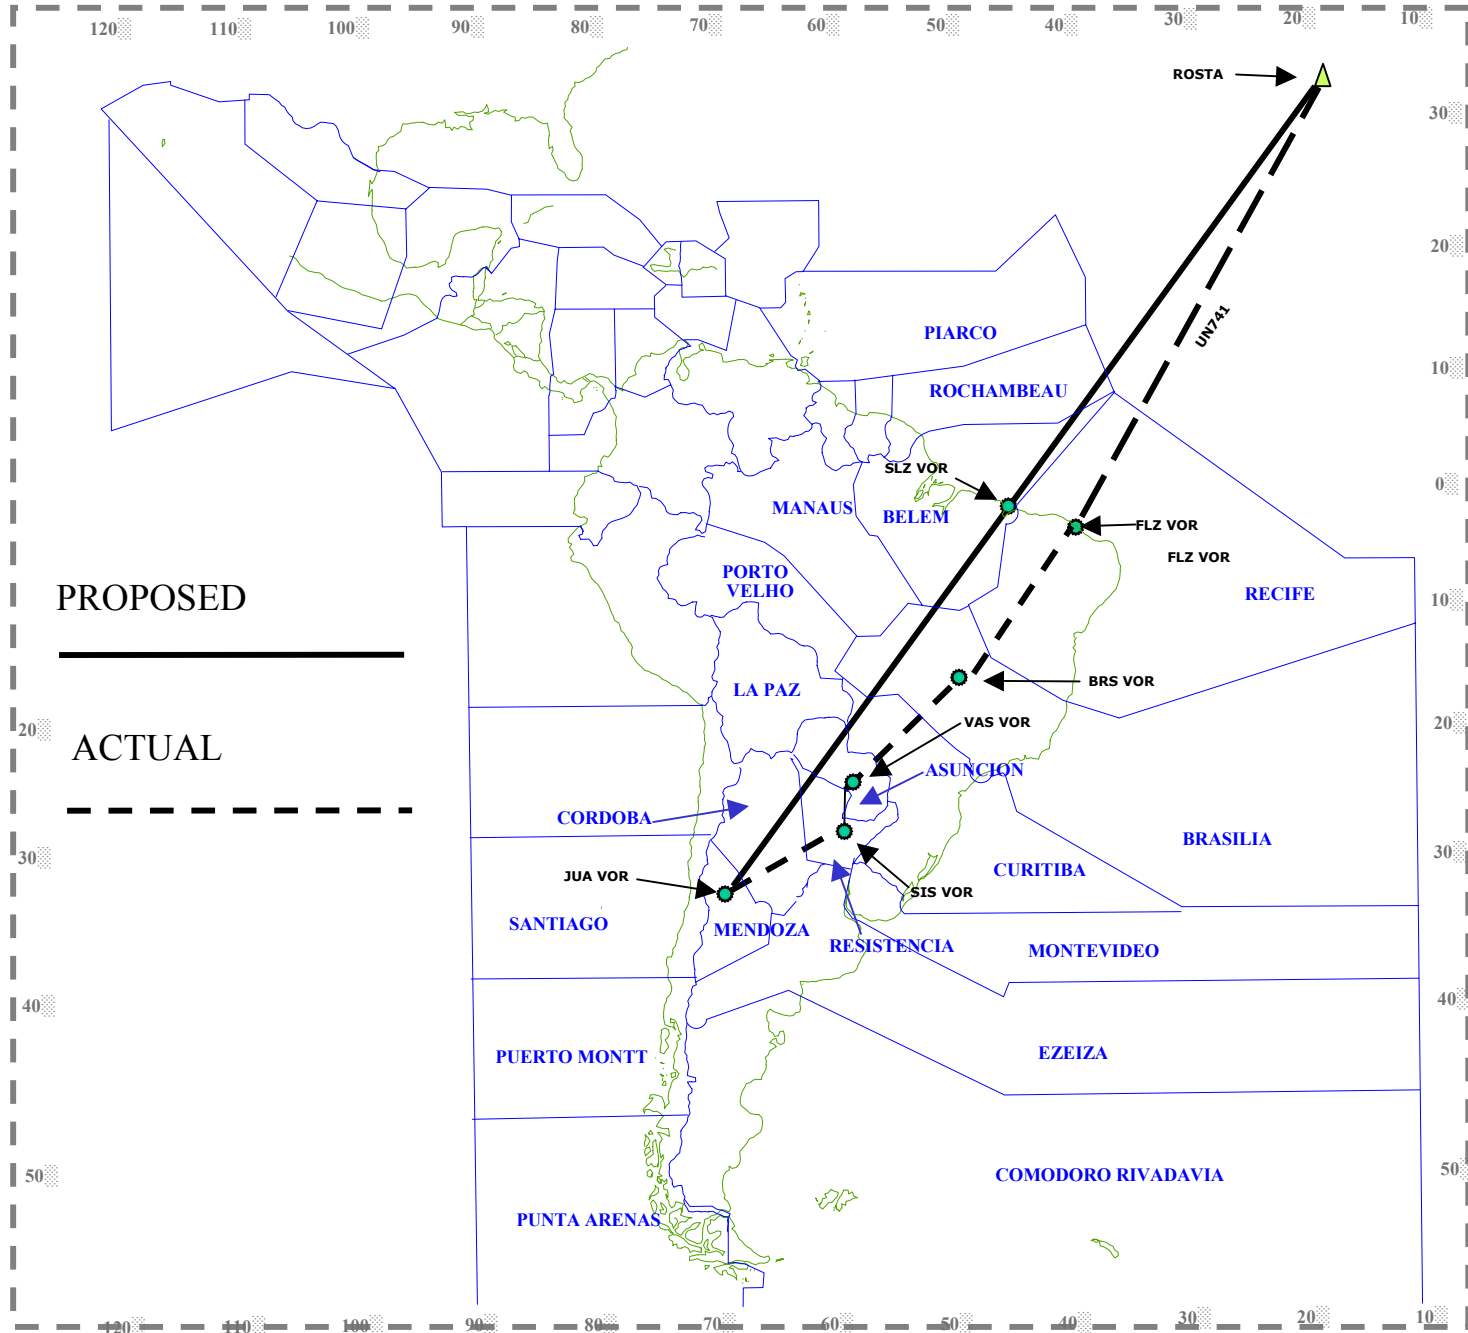 120 110 100 90 80 70 60 50 40 30 20 10
ROSTA
30
20
20
UN741
PIARCO
10
10
ROCHAMBEAU
SLZ VOR
0
MANAUS
BELEM
FLZ VOR
FLZ VOR
PORTO
VELHO
RECIFE
PROPOSED
LA PAZ
BRS VOR
VAS VOR
20
20
ACTUAL
ASUNCION
CORDOBA
BRASILIA
30
30
CURITIBA
JUA VOR
SIS VOR
SANTIAGO
MENDOZA
RESISTENCIA
MONTEVIDEO
40
40
PUERTO MONTT
EZEIZA
50
50
COMODORO RIVADAVIA
PUNTA ARENAS
120 110 100 90 80 70 60 50 40 30 20 10